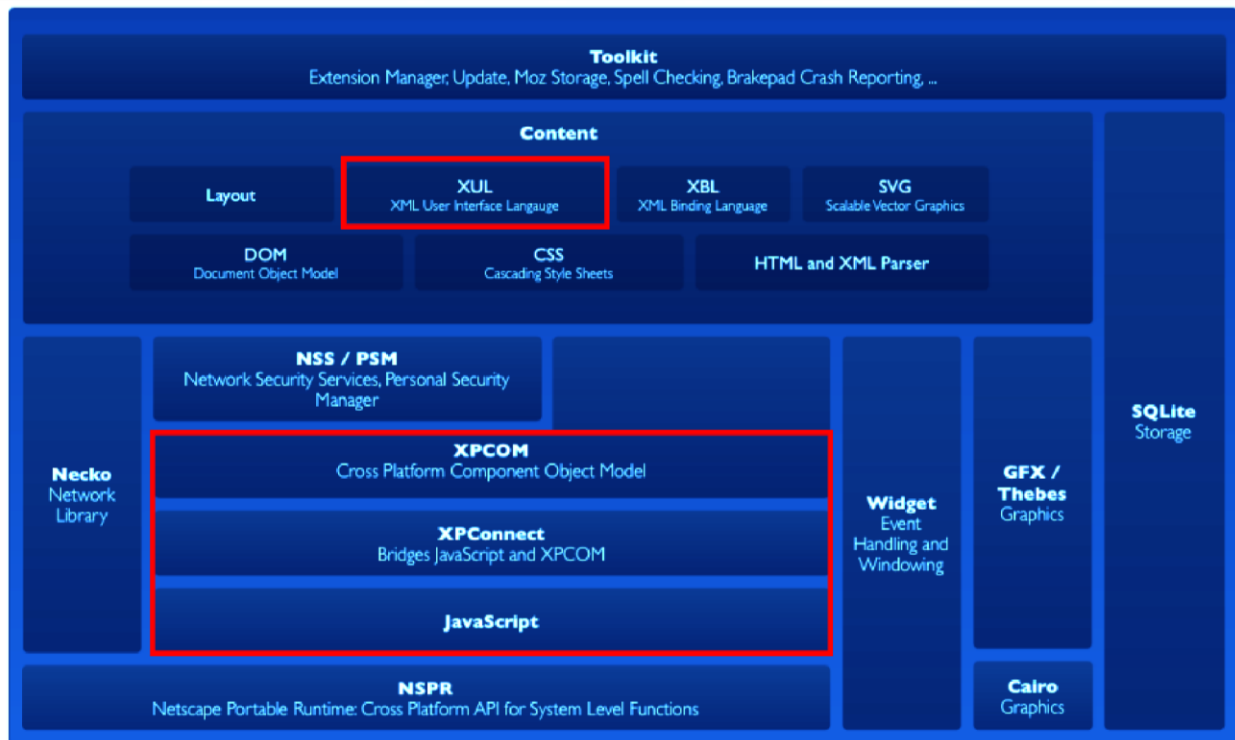 Toolkit
Extension Manager, Update, Moz Storage, Spell Checking, Brakepad Crash Reporting, ...
Content
Layout
XUL
XML User Interface Langauge
XBL
XML Binding Language
SVG
Scalable Vector Graphics
DOM
Document Object Model
CSS
Cascading Style Sheets
HTML and XML Parser
NSS / PSM
Network Security Services, Personal Security
Manager
XPCOM
Cross Platform Component Object Model
XPConnect
Bridges JavaScript and XPCOM
JavaScript
Necko
Network
Library
Widget
Event
Handling and
Windowing
GFX /
Thebes
Graphics
SQLite
Storage
NSPR
Netscape Portable Runtime: Cross Platform API for System Level Functions
Cairo
Graphics